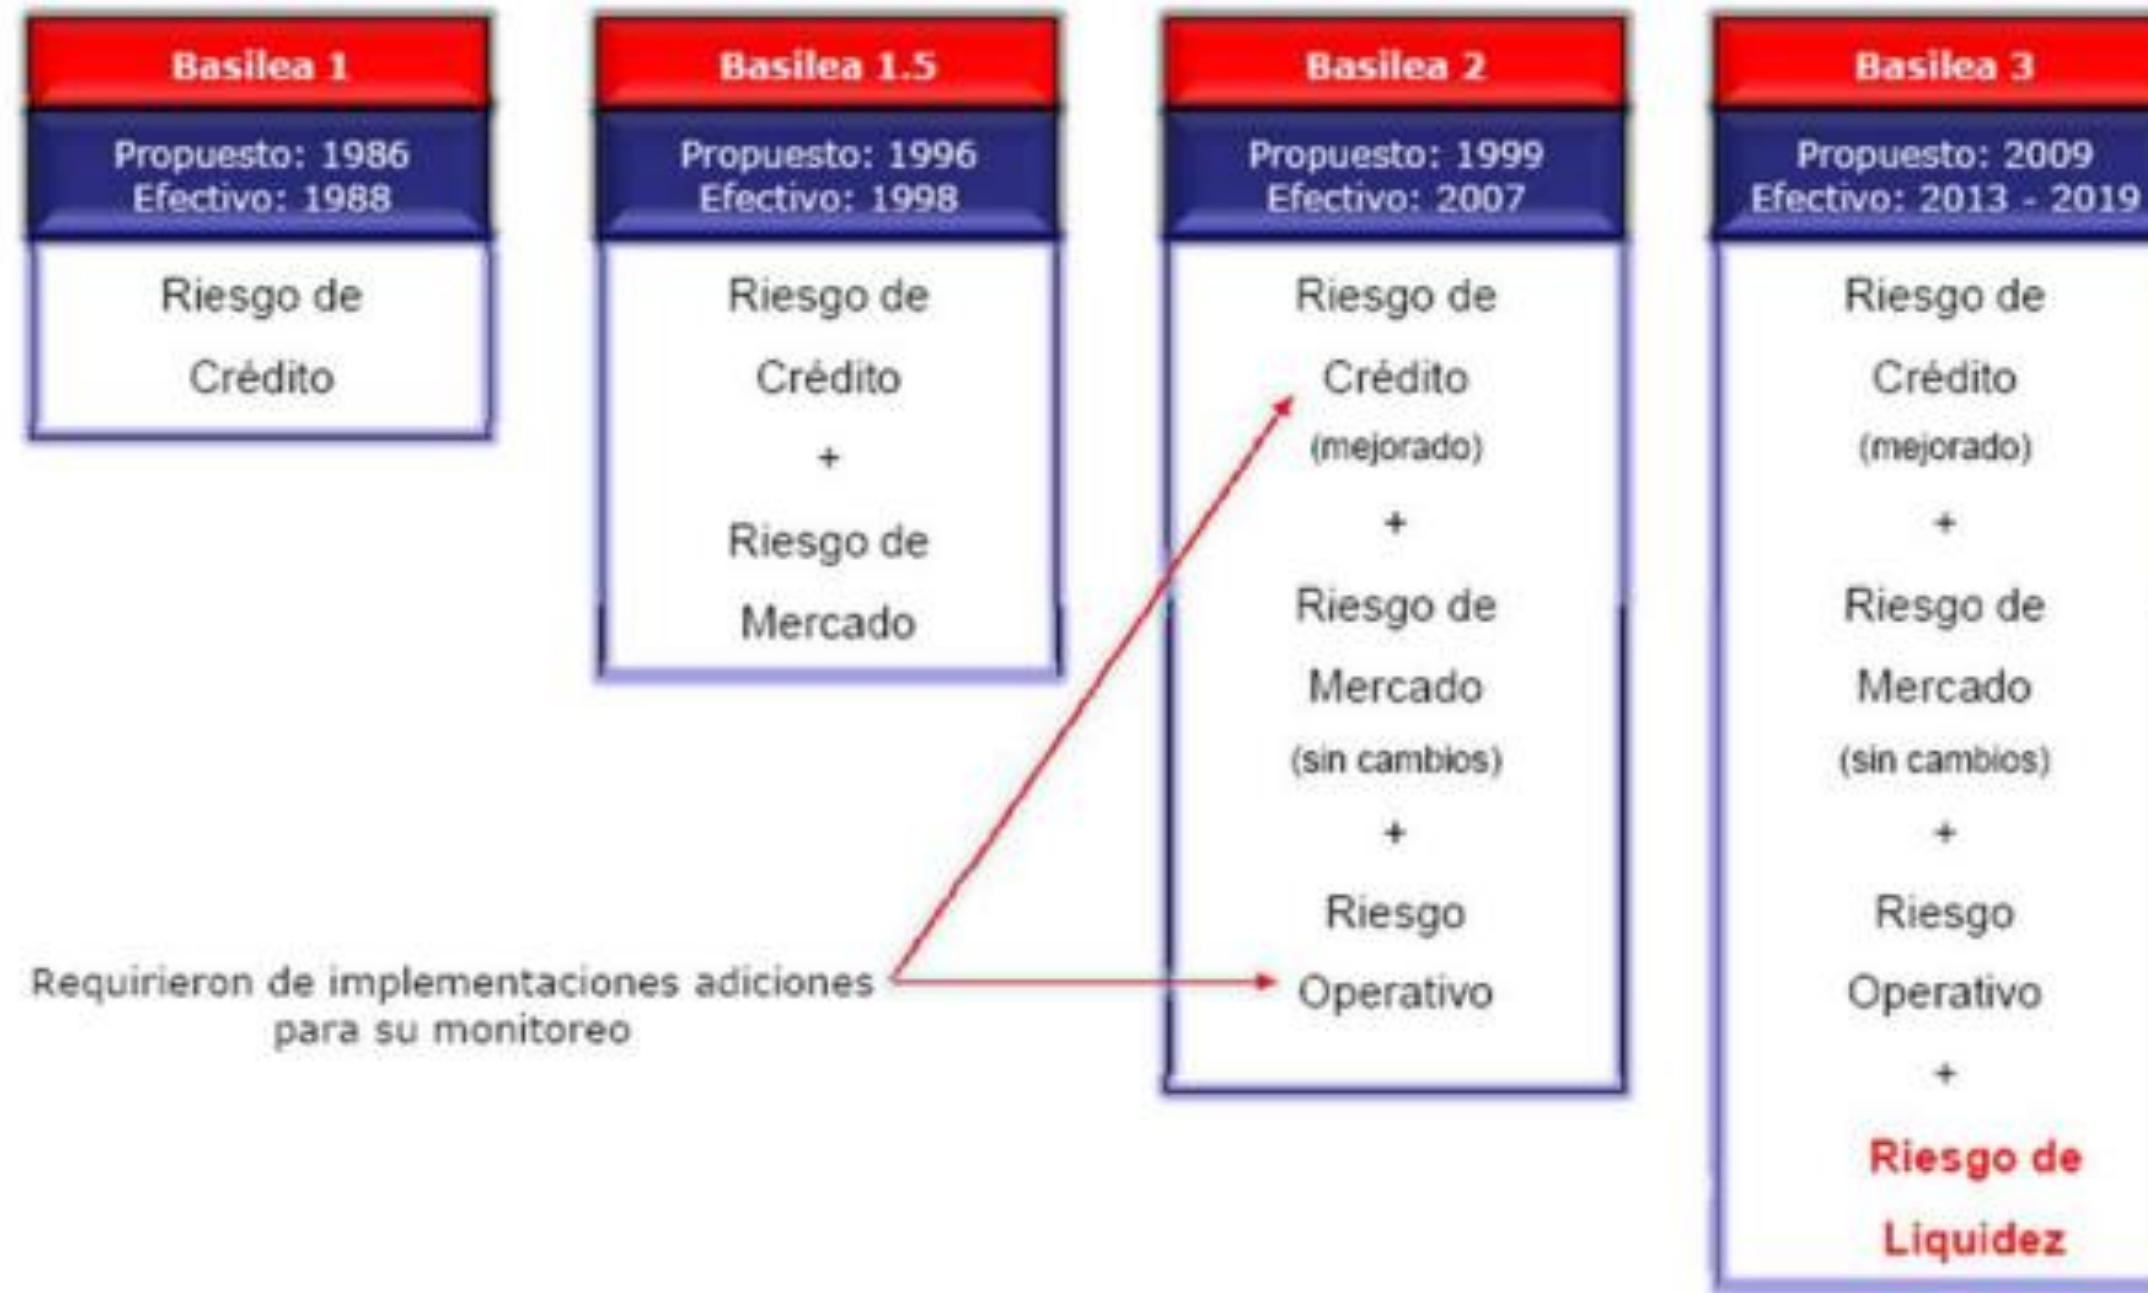 Basilea 1
Propuesto: 1986
Efectivo: 1988
Riesgo de
Crédito
Basilea 1.5
Propuesto: 1996
Efectivo: 1998
Riesgo de
Crédito
+
Riesgo de
Mercado
Basilea 2
Propuesto: 1999
Efectivo: 2007
Riesgo de
Crédito
(mejorado)
+
Riesgo de
Mercado
(sin cambios)
+
Riesgo
Operativo
Basilea 3
Propuesto: 2009
Efectivo: 2013 - 2019
Riesgo de
Crédito
(mejorado)
+
Riesgo de
Mercado
(sin cambios)
+
Riesgo
Operativo
+
Riesgo de
Liquidez
Requirieron de implementaciones adiciones
para su monitoreo